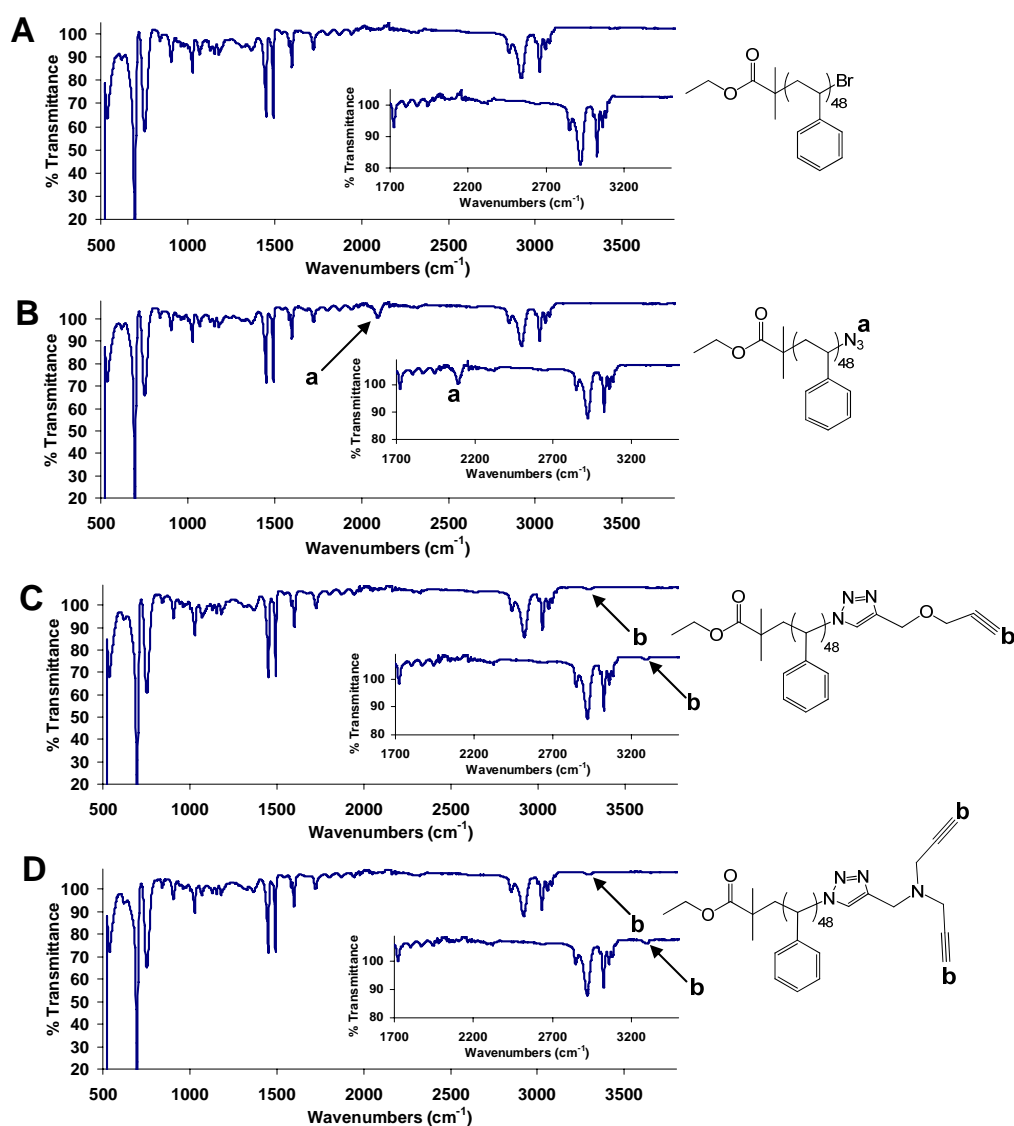 A
% Transmittance
100
90
80
70
60
50
40
30
20
500 1000 1500 2000 2500 3000 3500
Wavenumbers (cm-1)
% Transmittance
100
90
80
1700 2200 2700 3200
Wavenumbers (cm-1)
O
O
Br
48
B
% Transmittance
100
90
80
70
60
50
40
30
20
500 1000 1500 2000 2500 3000 3500
Wavenumbers (cm-1)
a
% Transmittance
100
90
80
1700 2200 2700 3200
Wavenumbers (cm-1)
a
O
O
N3
a
48
C
% Transmittance
100
90
80
70
60
50
40
30
20
500 1000 1500 2000 2500 3000 3500
Wavenumbers (cm-1)
b
% Transmittance
100
90
80
1700 2200 2700 3200
Wavenumbers (cm-1)
b
O
O
N=N
N
O
b
48
D
% Transmittance
100
90
80
70
60
50
40
30
20
500 1000 1500 2000 2500 3000 3500
Wavenumbers (cm-1)
b
% Transmittance
100
90
80
1700 2200 2700 3200
Wavenumbers (cm-1)
b
O
O
N=N
N
N
b
b
48